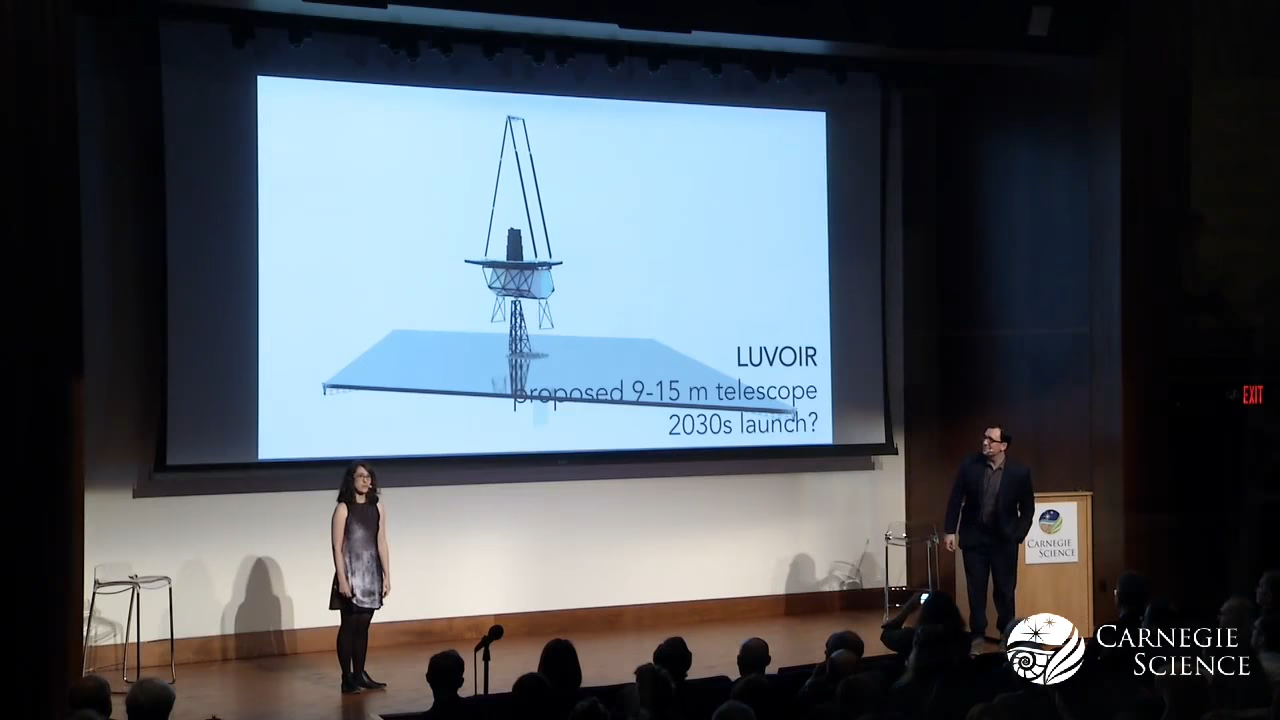 LUVOIR
proposed 9-15 m telescope
2030s launch?
EXIT
CARNEGIE
SCIENCE
CARNEGIE
SCIENCE